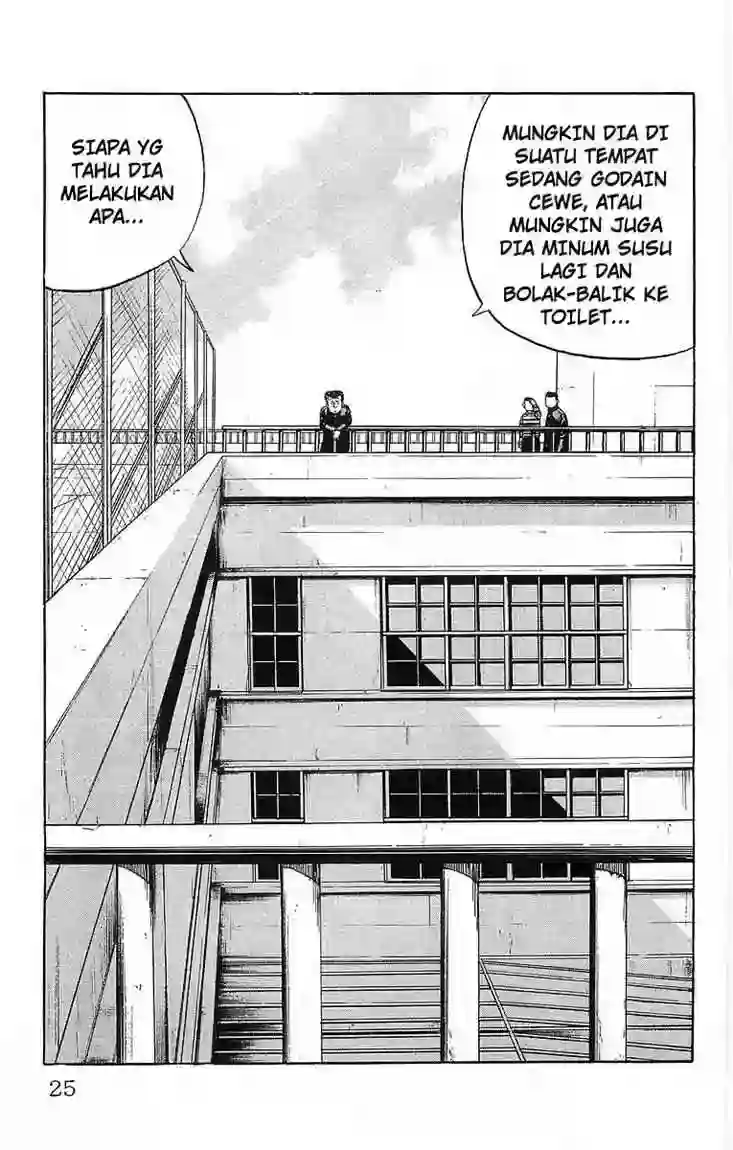 SIAPA YG
TAHU DIA
MELAKUKAN
APA...
MUNGKIN DIA DI
SUATU TEMPAT
SEDANG GODAIN
CEWE, ATAU
MUNGKIN JUGA
DIA MINUM SUSU
LAGI DAN
BOLAK-BALIK KE
TOILET...
25